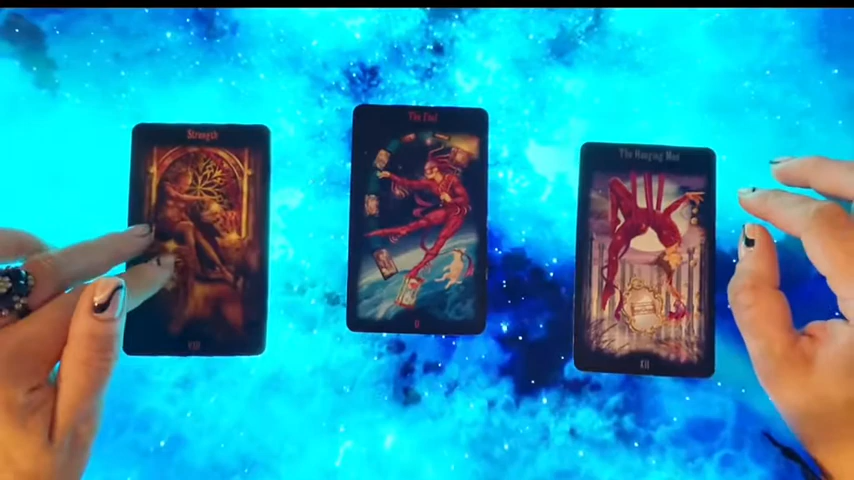 Strength
VIII
The Fool
0
The Hanging Man
XII